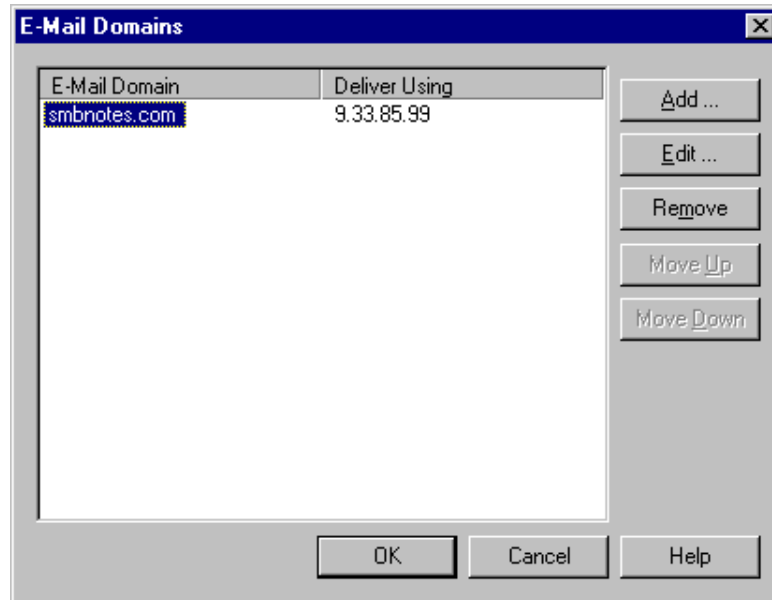 E-Mail Domains
E-Mail Domain Deliver Using
smbnotes.com 9.33.85.99
Add ...
Edit ...
Remove
Move Up
Move Down
OK Cancel Help